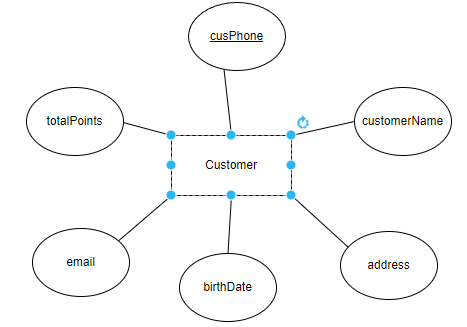 cusPhone
totalPoints
customerName
Customer
email
address
birthDate